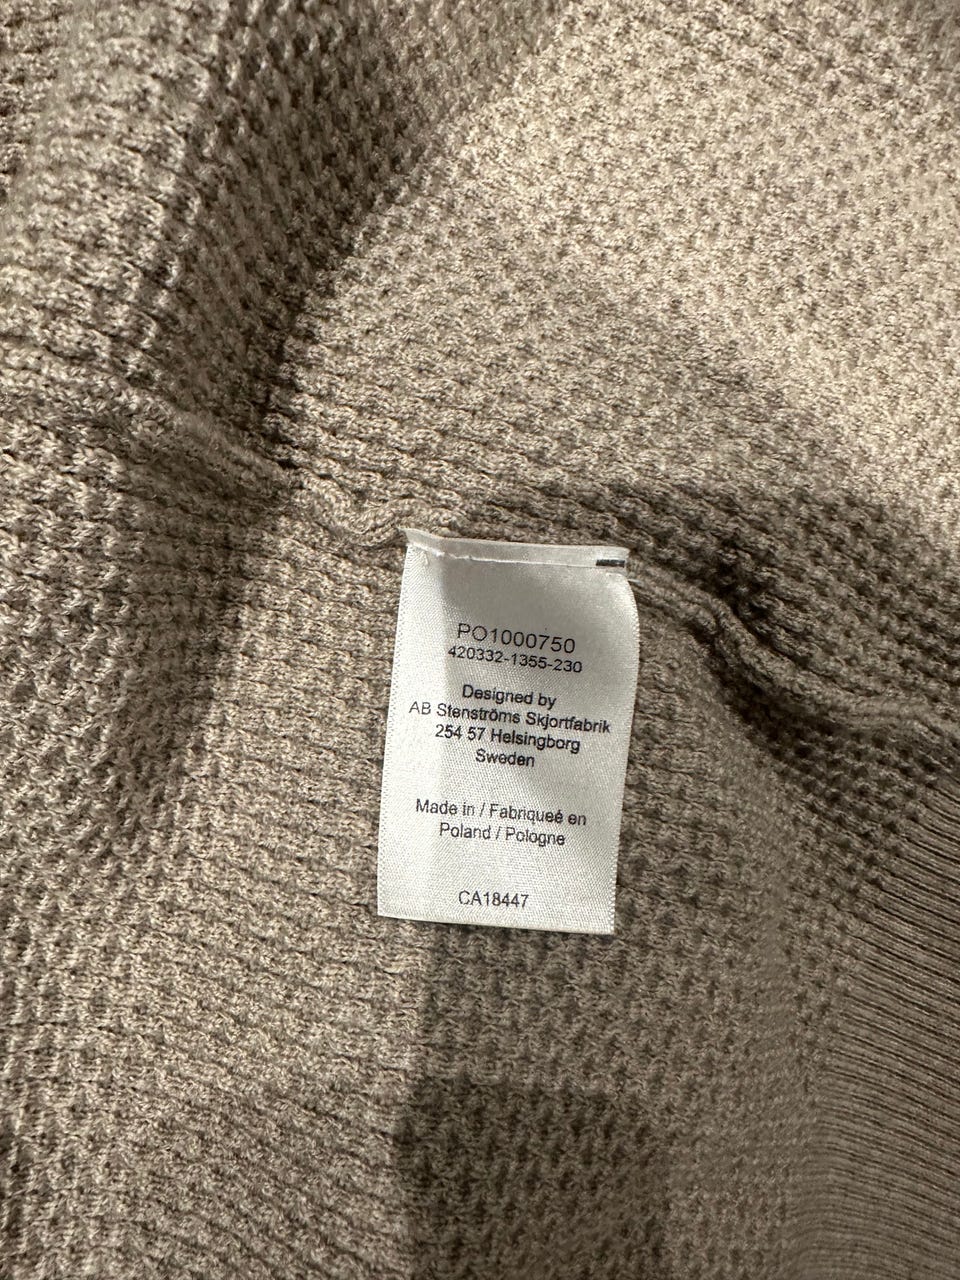 PO1000750
420332-1355-230
Designed by
AB Stenströms Skjortfabrik
254 57 Helsingborg
Sweden
Made in / Fabriqueé en
Poland / Pologne
CA18447